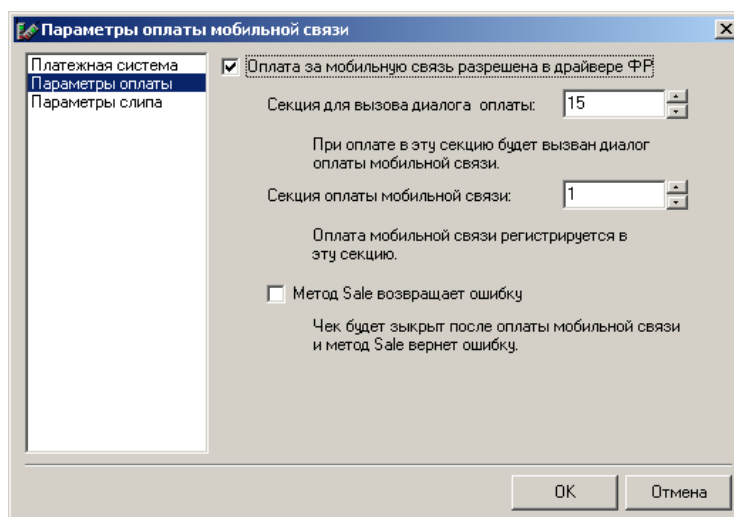 Параметры оплаты мобильной связи
Платежная система
Параметры оплаты
Параметры слипа
Оплата за мобильную связь разрешена в драйвере ФР
Секция для вызова диалога оплаты:
15
При оплате в эту секцию будет вызван диалог
оплаты мобильной связи.
Секция оплаты мобильной связи:
1
Оплата мобильной связи регистрируется в
эту секцию.
Метод Sale возвращает ошибку
Чек будет зыкрыт после оплаты мобильной связи
и метод Sale вернет ошибку.
OK
Отмена